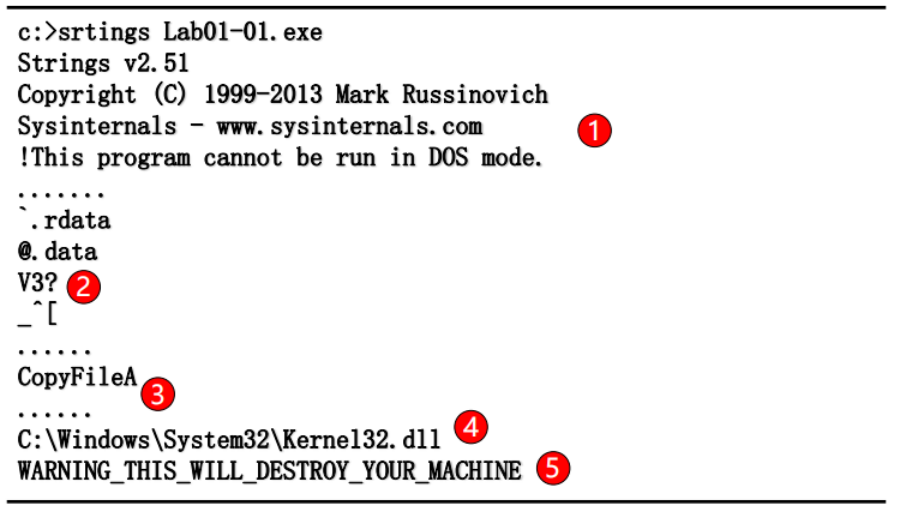 c:>srtings Lab01-01.exe
Strings v2.51
Copyright (C) 1999-2013 Mark Russinovich
Sysinternals - www.sysinternals.com 1
!This program cannot be run in DOS mode.
.......
`.rdata
@.data
V3? 2
_^[
......
CopyFileA 3
......
C:\Windows\System32\Kernel32.dll 4
WARNING_THIS_WILL_DESTROY_YOUR_MACHINE 5